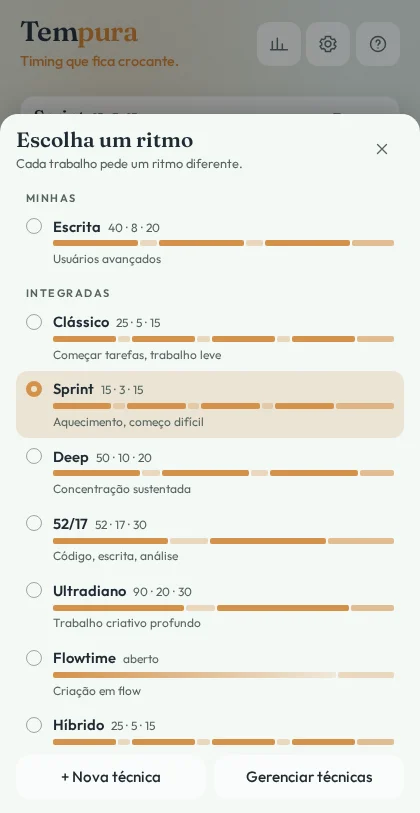 Tempura
Timing que fica crocante.
Escolha um ritmo
Cada trabalho pede um ritmo diferente.
MINHAS
Escrita 40 · 8 · 20
Usuários avançados
INTEGRADAS
Clássico 25 · 5 · 15
Começar tarefas, trabalho leve
Sprint 15 · 3 · 15
Aquecimento, começo difícil
Deep 50 · 10 · 20
Concentração sustentada
52/17 52 · 17 · 30
Código, escrita, análise
Ultradiano 90 · 20 · 30
Trabalho criativo profundo
Flowtime aberto
Criação em flow
Híbrido 25 · 5 · 15
+ Nova técnica
Gerenciar técnicas